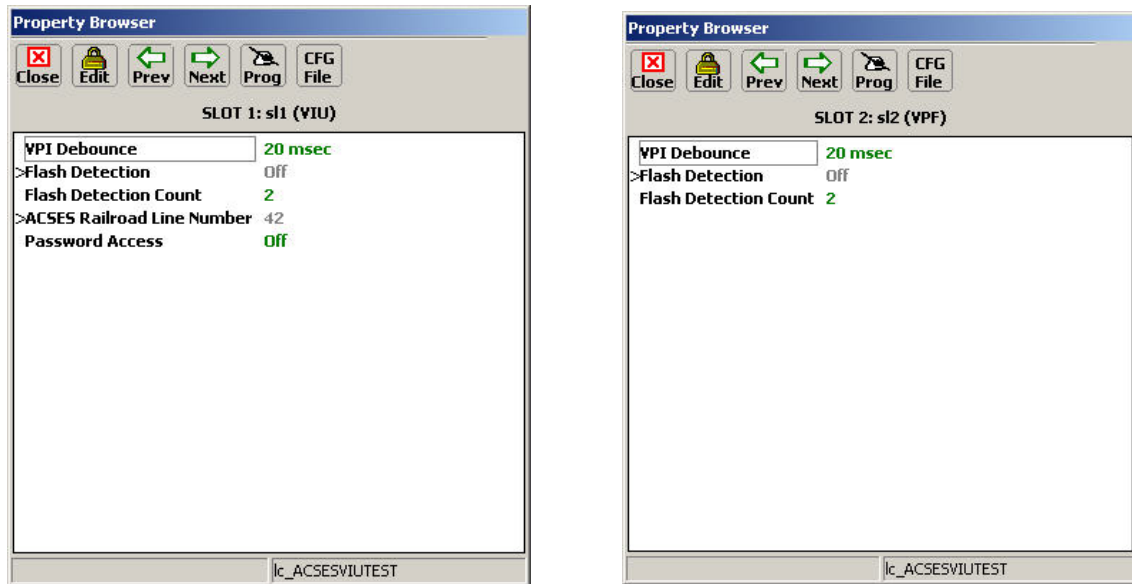 Property Browser
Close Edit Prev Next Prog CFG File
SLOT 1: sl1 (VIU)
VPI Debounce 20 msec
>Flash Detection Off
Flash Detection Count 2
>ACSES Railroad Line Number 42
Password Access Off
lc_ACSESVIUTEST
Property Browser
Close Edit Prev Next Prog CFG File
SLOT 2: sl2 (VPF)
VPI Debounce 20 msec
>Flash Detection Off
Flash Detection Count 2
lc_ACSESVIUTEST